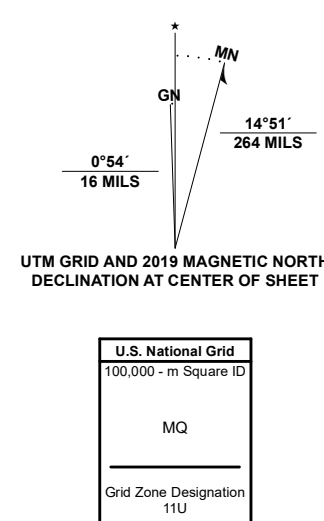 ★
MN
GN
14°51´
264 MILS
0°54´
16 MILS
UTM GRID AND 2019 MAGNETIC NORTH
DECLINATION AT CENTER OF SHEET
U.S. National Grid
100,000 - m Square ID
MQ
Grid Zone Designation
11U